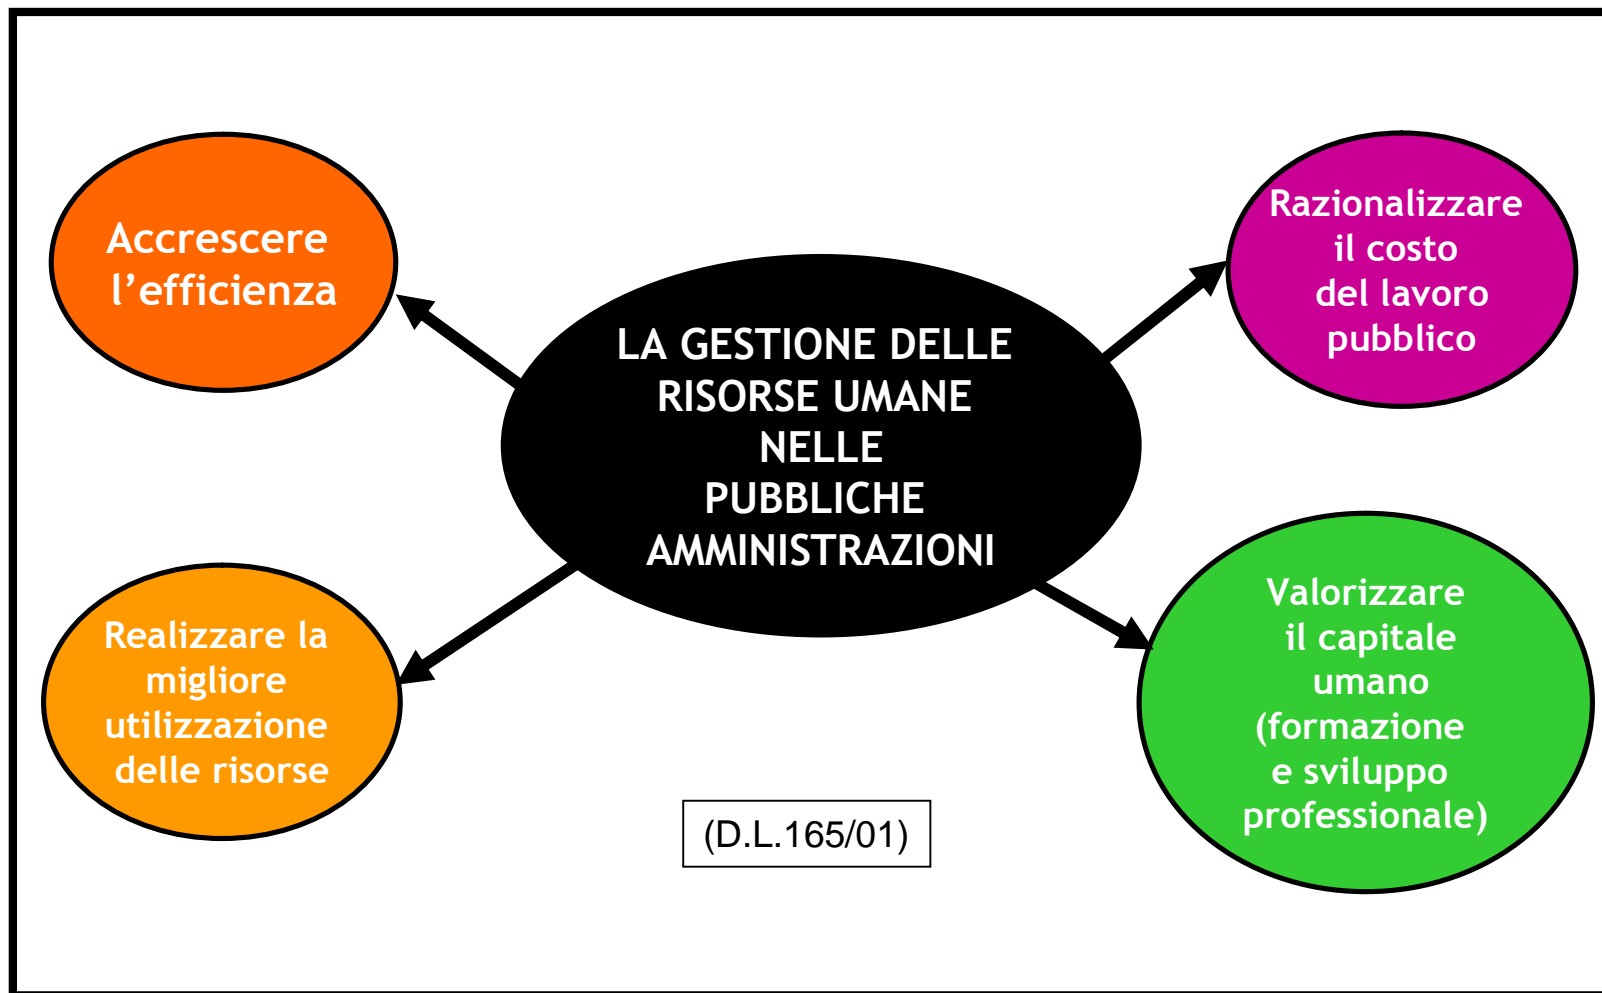 Accrescere
l’efficienza
Razionalizzare
il costo
del lavoro
pubblico
LA GESTIONE DELLE
RISORSE UMANE
NELLE
PUBBLICHE
AMMINISTRAZIONI
Realizzare la
migliore
utilizzazione
delle risorse
Valorizzare
il capitale
umano
(formazione
e sviluppo
professionale)
(D.L.165/01)